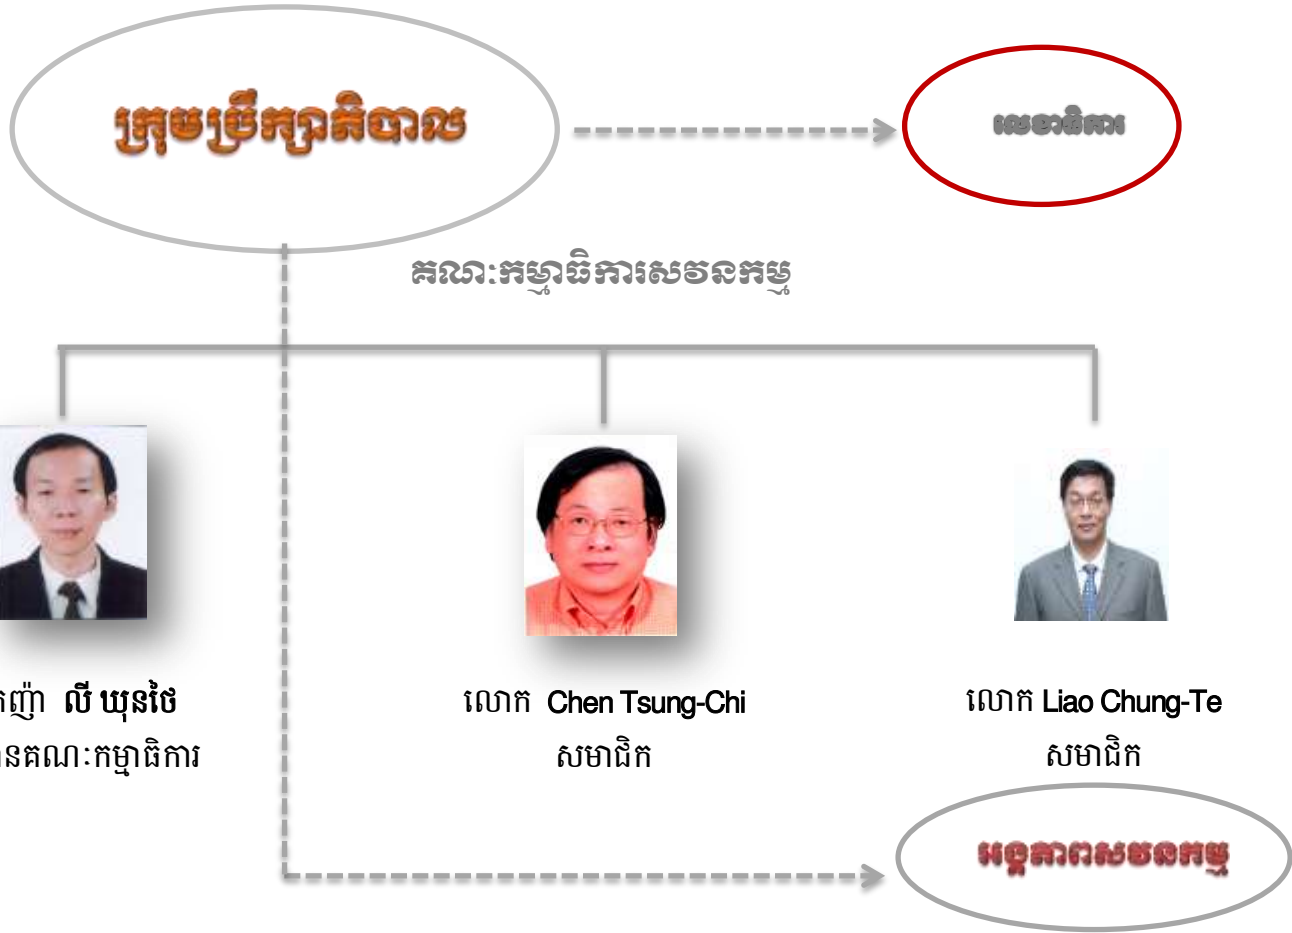 ក្រុមប្រឹក្សាភិបាល
លេខាធិការ
គណៈកម្មាធិការសវនកម្ម
ញ៉ា លី ឃុនថៃ
លោក Chen Tsung-Chi
លោក Liao Chung-Te
នគណៈកម្មាធិការ
សមាជិក
សមាជិក
អង្គភាពសវនកម្ម